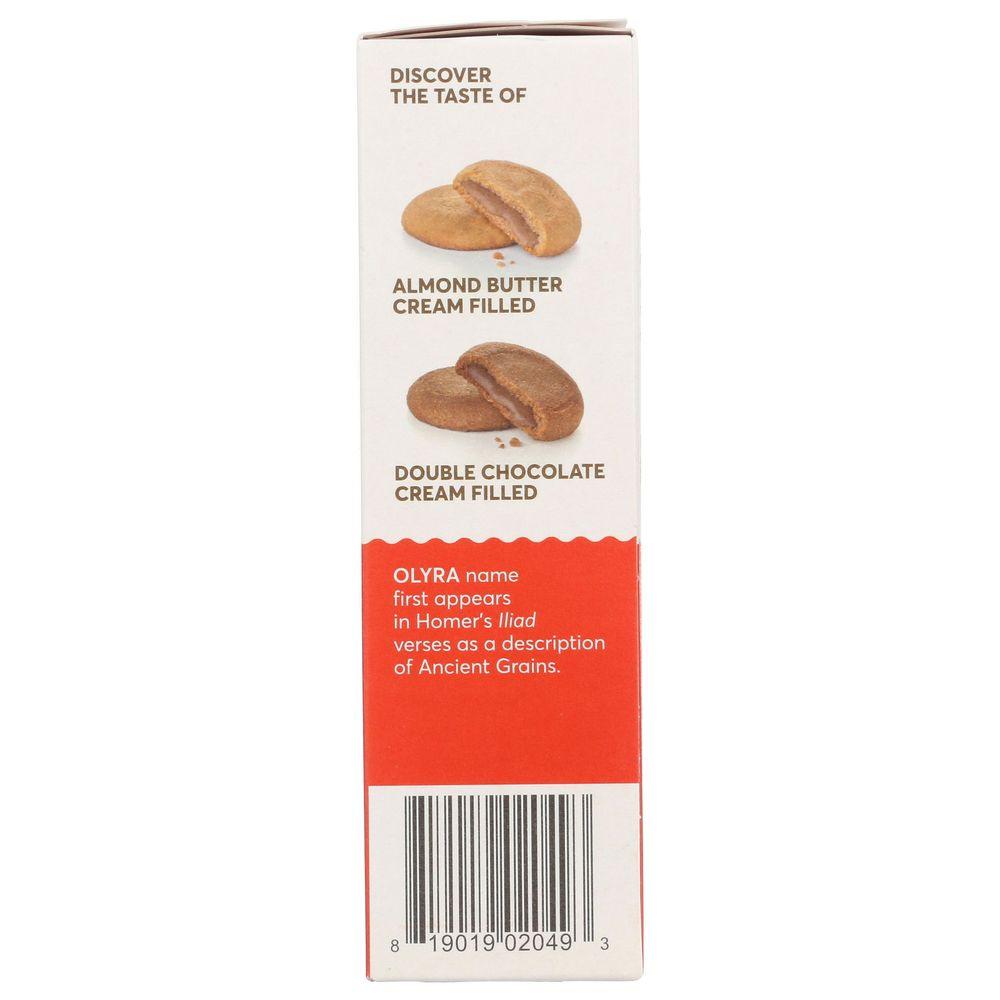 DISCOVER
THE TASTE OF
ALMOND BUTTER
CREAM FILLED
DOUBLE CHOCOLATE
CREAM FILLED
OLYRA name
first appears
in Homer's Iliad
verses as a description
of Ancient Grains.
8 19019 02049 3